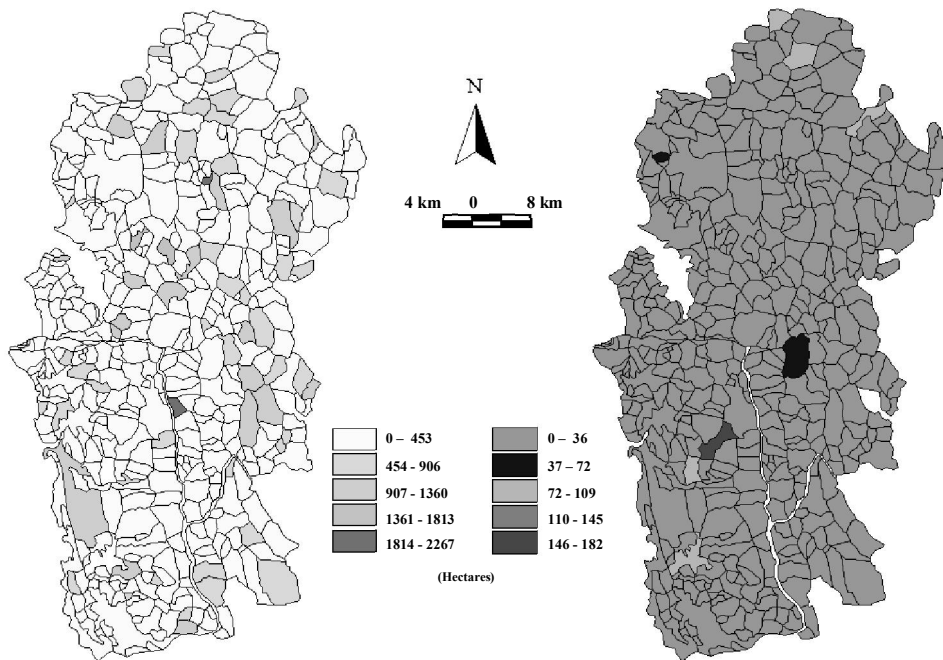 N
4 km 0 8 km
0 – 453
454 - 906
907 - 1360
1361 - 1813
1814 - 2267
0 – 36
37 – 72
72 - 109
110 - 145
146 - 182
(Hectares)